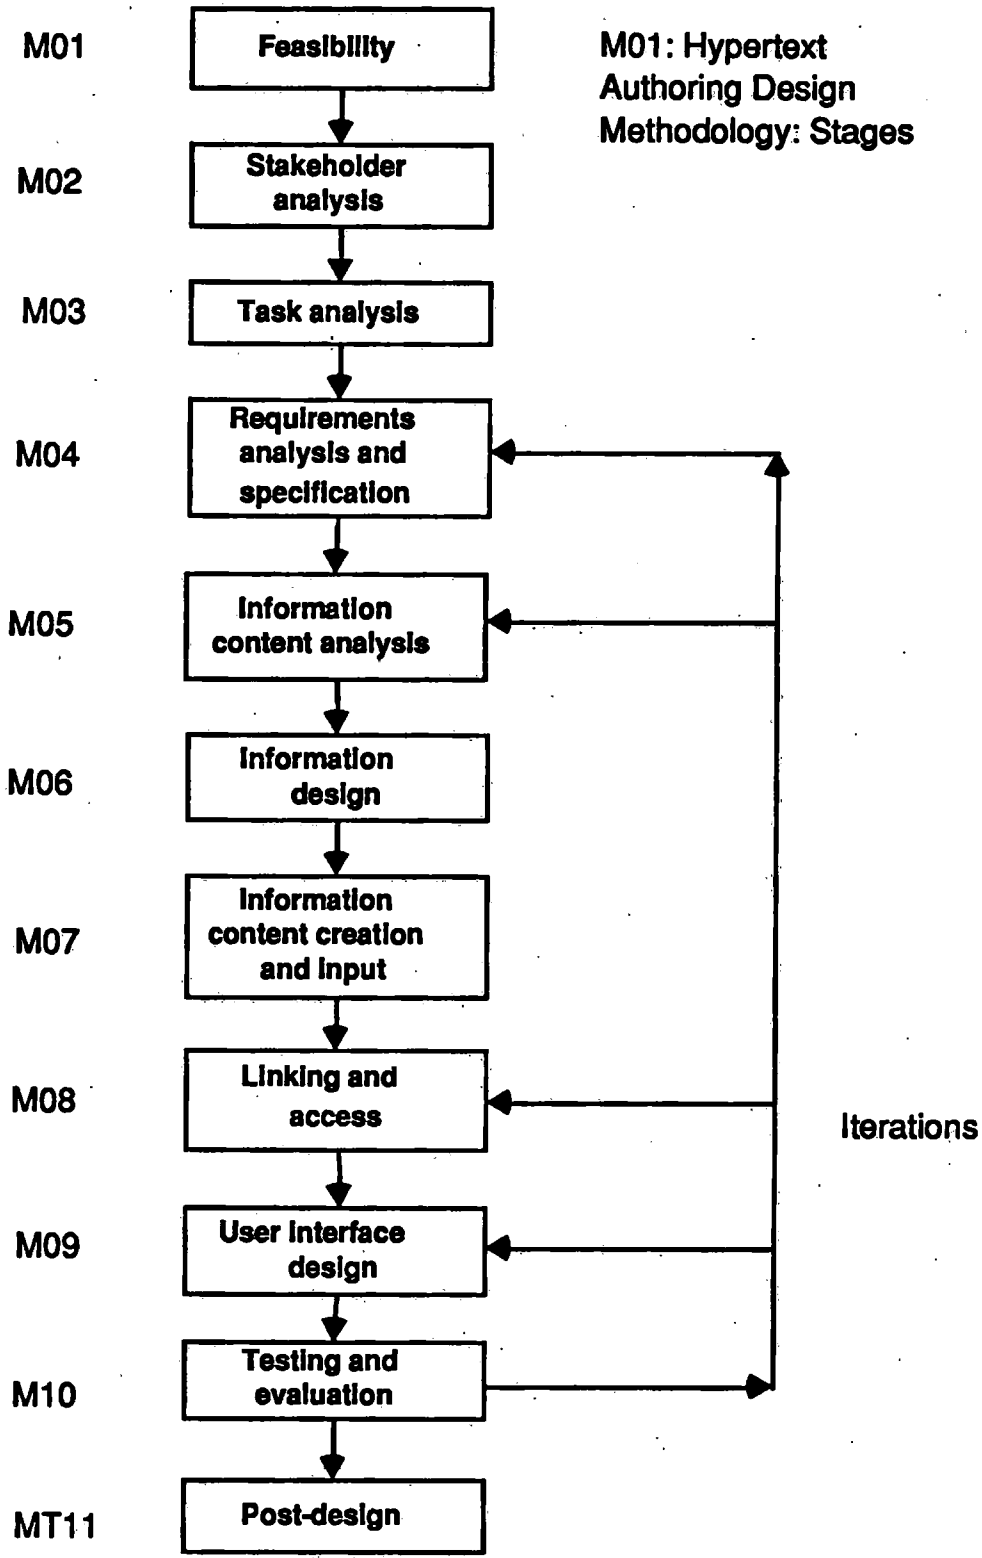 M01
Feasibility
M01: Hypertext
Authoring Design
Methodology: Stages
M02
Stakeholder
analysis
M03
Task analysis
M04
Requirements
analysis and
specification
M05
Information
content analysis
M06
Information
design
M07
Information
content creation
and input
M08
Linking and
access
Iterations
M09
User interface
design
M10
Testing and
evaluation
MT11
Post-design